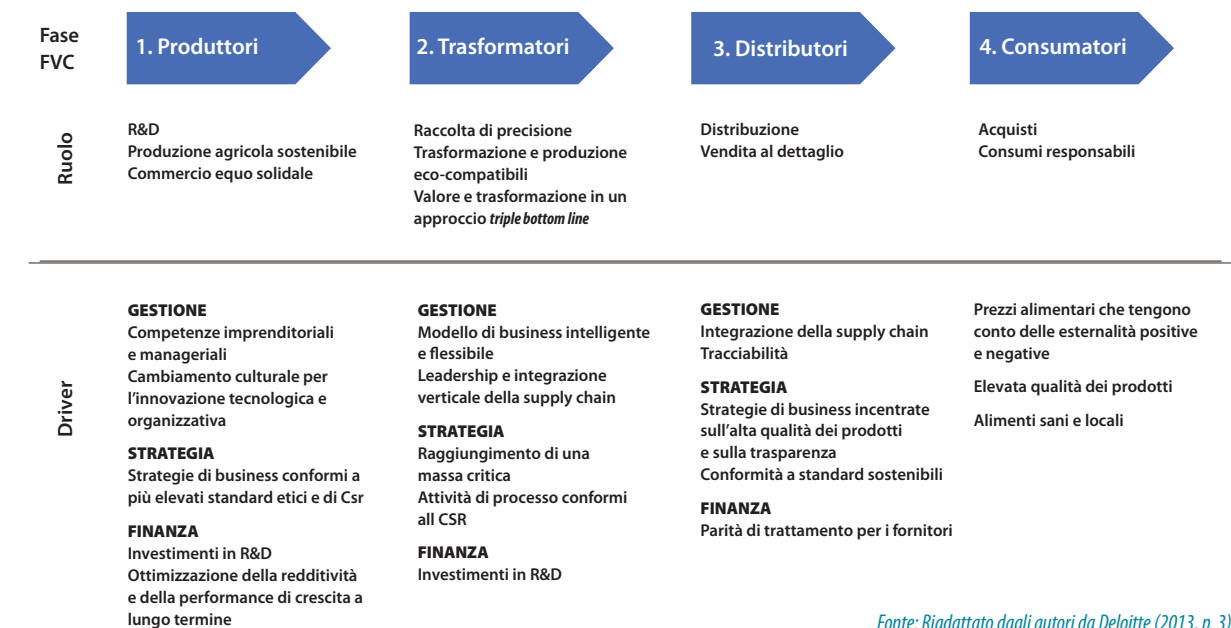 Fase
FVC
1. Produttori
2. Trasformatori
3. Distributori
4. Consumatori
Ruolo
R&D
Produzione agricola sostenibile
Commercio equo solidale
Raccolta di precisione
Trasformazione e produzione
eco-compatibili
Valore e trasformazione in un
approccio triple bottom line
Distribuzione
Vendita al dettaglio
Acquisti
Consumi responsabili
Driver
GESTIONE
Competenze imprenditoriali
e manageriali
Cambiamento culturale per
l'innovazione tecnologica e
organizzativa
STRATEGIA
Strategie di business conformi a
più elevati standard etici e di Csr
FINANZA
Investimenti in R&D
Ottimizzazione della redditività
e della performance di crescita a
lungo termine
GESTIONE
Modello di business intelligente
e flessibile
Leadership e integrazione
verticale della supply chain
STRATEGIA
Raggiungimento di una
massa critica
Attività di processo conformi
all CSR
FINANZA
Investimenti in R&D
GESTIONE
Integrazione della supply chain
Tracciabilità
STRATEGIA
Strategie di business incentrate
sull'alta qualità dei prodotti
e sulla trasparenza
Conformità a standard sostenibili
FINANZA
Parità di trattamento per i fornitori
Prezzi alimentari che tengono
conto delle esternalità positive
e negative
Elevata qualità dei prodotti
Alimenti sani e locali
Fonte: Riadattato dagli autori da Deloitte (2013, p. 3)